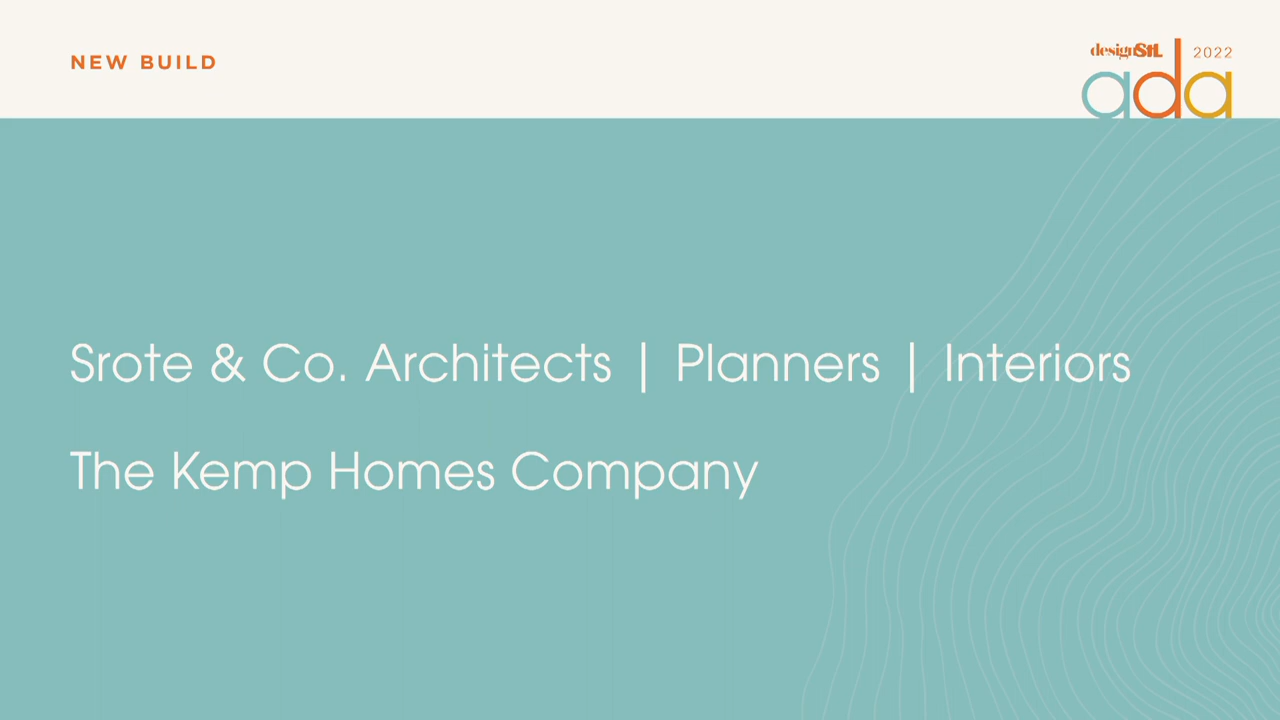 NEW BUILD
designStL 2022
ada
Srote & Co. Architects | Planners | Interiors
The Kemp Homes Company